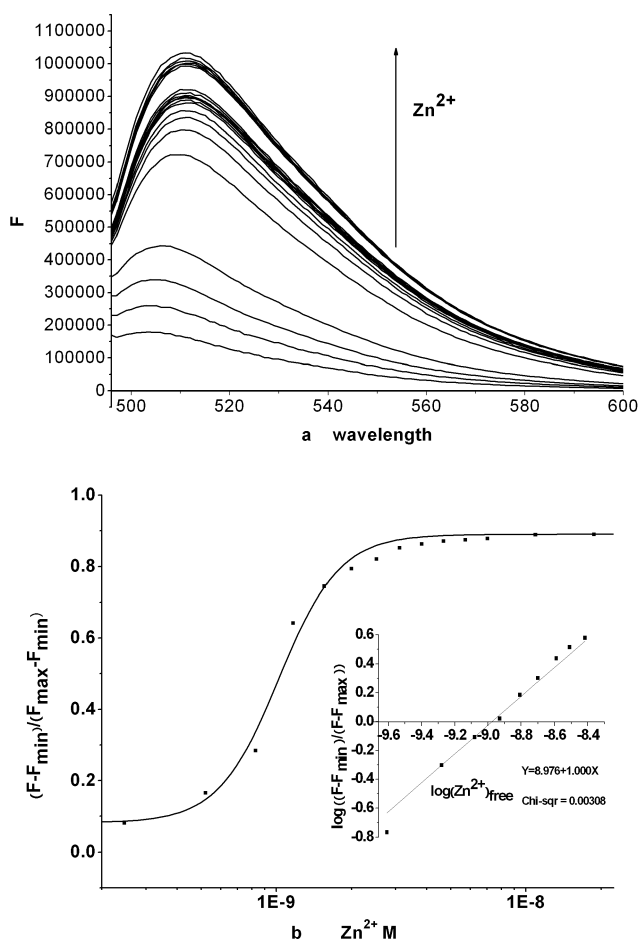 1100000
1000000
900000
800000
700000
600000
500000
400000
300000
200000
100000
0
F
Zn2+
500 520 540 560 580 600
a wavelength
1.0
0.8
0.6
0.4
0.2
0.0
(F-Fmin)/(Fmax-Fmin)
0.6
0.4
0.2
0.0
-0.2
-0.4
-0.6
-0.8
log ((F-Fmin)/(F-Fmax))
-9.6 -9.4 -9.2 -9.0 -8.8 -8.6 -8.4
log(Zn2+)free
Y=8.976+1.000X
Chi-sqr = 0.00308
1E-9 1E-8
b Zn2+ M